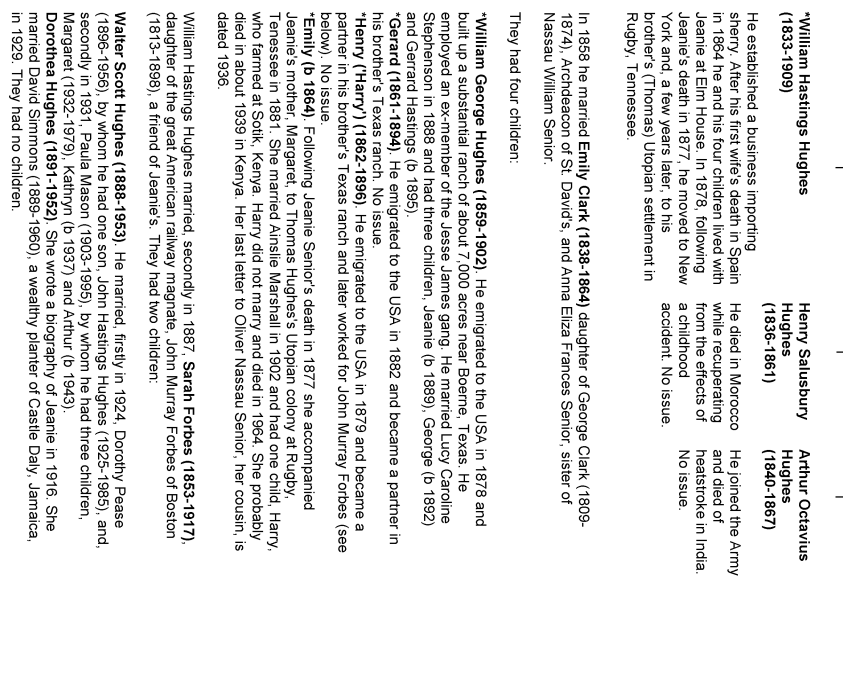 *William Hastings Hughes
(1833-1909)
He established a business importing
sherry. After his first wife's death in Spain
in 1864 he and his four children lived with
Jeanie at Elm House. In 1878, following
Jeanie's death in 1877, he moved to New
York and, a few years later, to his
brother's (Thomas) Utopian settlement in
Rugby, Tennessee.
Henry Salusbury
Hughes
(1836-1861)
He died in Morocco
while recuperating
from the effects of
a childhood
accident. No issue.
Arthur Octavius
Hughes
(1840-1867)
He joined the Army
and died of
heatstroke in India.
No issue.
In 1858 he married Emily Clark (1838-1864) daughter of George Clark (1809-
1874), Archdeacon of St. David's, and Anna Eliza Frances Senior, sister of
Nassau William Senior.
They had four children:
*William George Hughes (1859-1902). He emigrated to the USA in 1878 and
built up a substantial ranch of about 7,000 acres near Boerne, Texas. He
employed an ex-member of the Jesse James gang. He married Lucy Caroline
Stephenson in 1888 and had three children, Jeanie (b 1889), George (b 1892)
and Gerrard Hastings (b 1895).
*Gerard (1861-1894). He emigrated to the USA in 1882 and became a partner in
his brother's Texas ranch. No issue.
*Henry ('Harry') (1862-1896). He emigrated to the USA in 1879 and became a
partner in his brother's Texas ranch and later worked for John Murray Forbes (see
below). No issue.
*Emily (b 1864). Following Jeanie Senior's death in 1877 she accompanied
Jeanie's mother, Margaret, to Thomas Hughes's Utopian colony at Rugby,
Tenessee in 1881. She married Ainslie Marshall in 1902 and had one child, Harry,
who farmed at Sotik, Kenya. Harry did not marry and died in 1964. She probably
died in about 1939 in Kenya. Her last letter to Oliver Nassau Senior, her cousin, is
dated 1936.
William Hastings Hughes married, secondly in 1887, Sarah Forbes (1853-1917),
daughter of the great American railway magnate, John Murray Forbes of Boston
(1813-1898), a friend of Jeanie's. They had two children:
Walter Scott Hughes (1888-1953). He married, firstly in 1924, Dorothy Pease
(1896-1956), by whom he had one son, John Hastings Hughes (1925-1985), and,
secondly in 1931, Paula Mason (1903-1995), by whom he had three children,
Margaret (1932-1979), Kathryn (b 1937) and Arthur (b 1943).
Dorothea Hughes (1891-1952). She wrote a biography of Jeanie in 1916. She
married David Simmons (1889-1960), a wealthy planter of Castle Daly, Jamaica,
in 1929. They had no children.